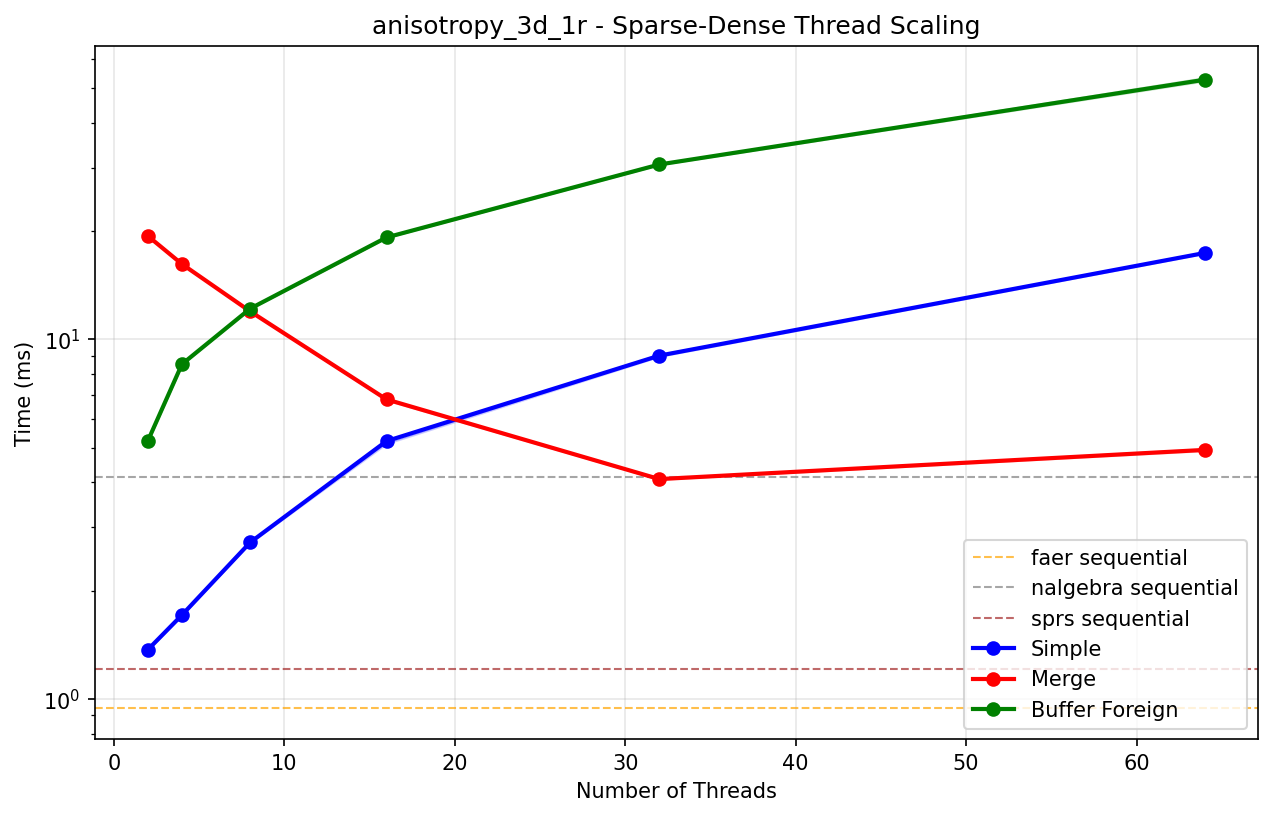 anisotropy_3d_1r - Sparse-Dense Thread Scaling
Time (ms)
10¹
10⁰
0 10 20 30 40 50 60
Number of Threads
faer sequential
nalgebra sequential
sprs sequential
Simple
Merge
Buffer Foreign